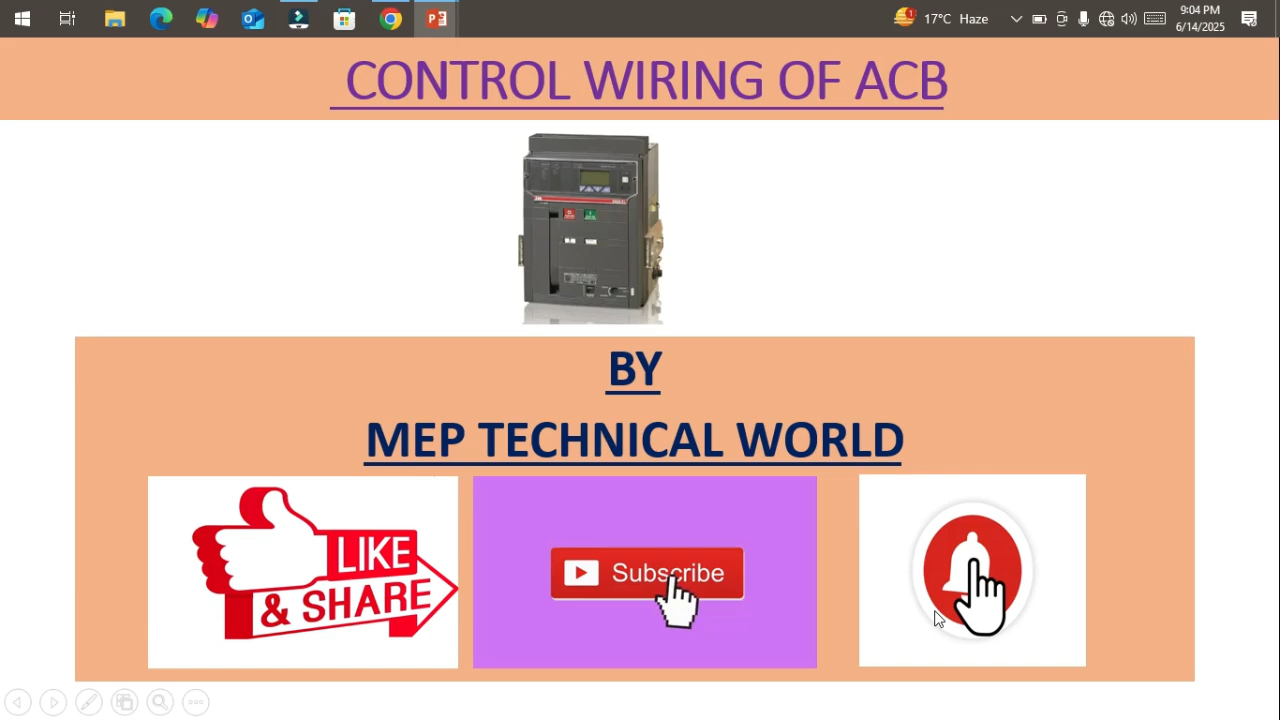 9:04 PM
17°C Haze
6/14/2025
CONTROL WIRING OF ACB
BY
MEP TECHNICAL WORLD
LIKE
& SHARE
Subscribe